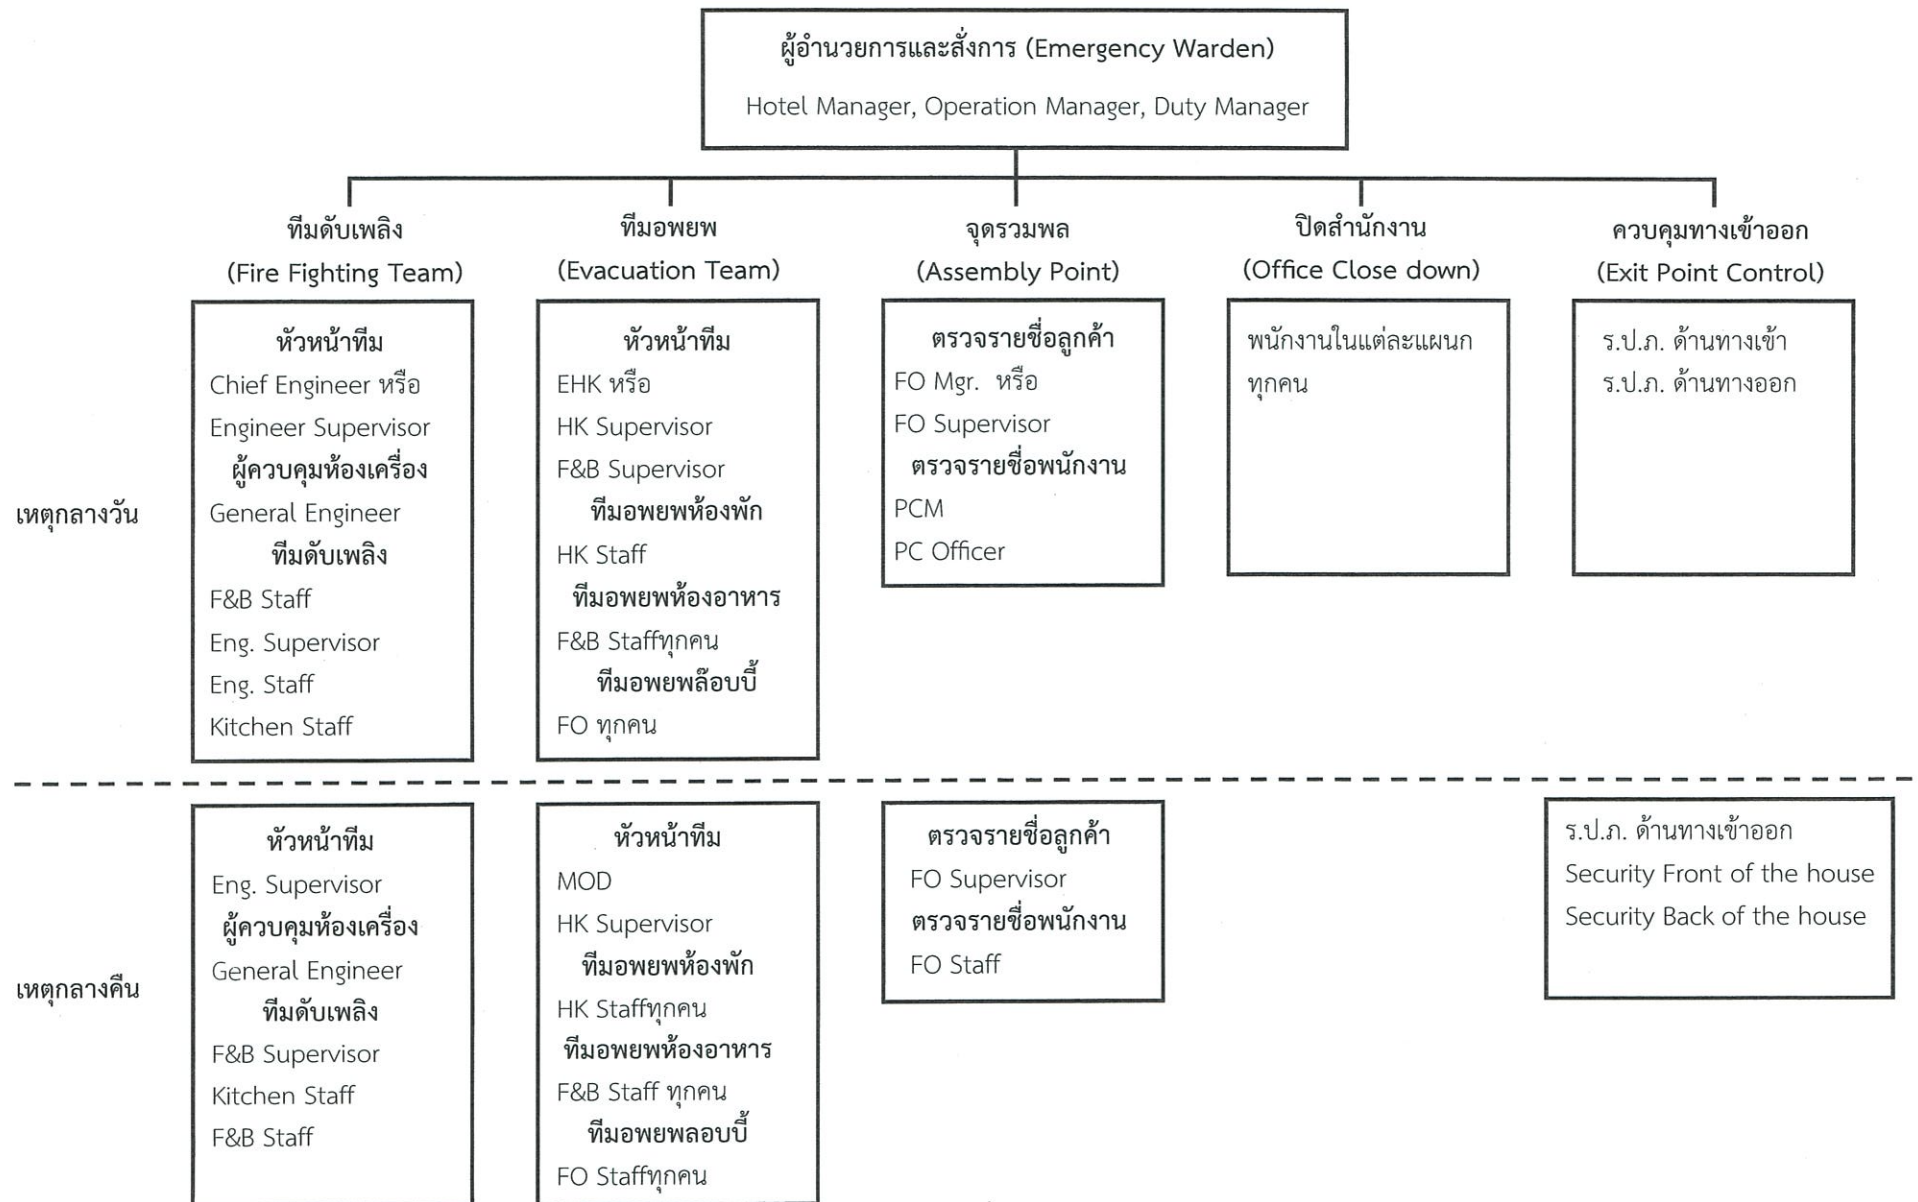 ผู้อำนวยการและสั่งการ (Emergency Warden)
Hotel Manager, Operation Manager, Duty Manager
ทีมดับเพลิง
(Fire Fighting Team)
ทีมอพยพ
(Evacuation Team)
จุดรวมพล
(Assembly Point)
ปิดสำนักงาน
(Office Close down)
ควบคุมทางเข้าออก
(Exit Point Control)
เหตุกลางวัน
หัวหน้าทีม
Chief Engineer หรือ
Engineer Supervisor
ผู้ควบคุมห้องเครื่อง
General Engineer
ทีมดับเพลิง
F&B Staff
Eng. Supervisor
Eng. Staff
Kitchen Staff
หัวหน้าทีม
EHK หรือ
HK Supervisor
F&B Supervisor
ทีมอพยพห้องพัก
HK Staff
ทีมอพยพห้องอาหาร
F&B Staffทุกคน
ทีมอพยพล๊อบบี้
FO ทุกคน
ตรวจรายชื่อลูกค้า
FO Mgr. หรือ
FO Supervisor
ตรวจรายชื่อพนักงาน
PCM
PC Officer
พนักงานในแต่ละแผนก
ทุกคน
ร.ป.ภ. ด้านทางเข้า
ร.ป.ภ. ด้านทางออก
เหตุกลางคืน
หัวหน้าทีม
Eng. Supervisor
ผู้ควบคุมห้องเครื่อง
General Engineer
ทีมดับเพลิง
F&B Supervisor
Kitchen Staff
F&B Staff
หัวหน้าทีม
MOD
HK Supervisor
ทีมอพยพห้องพัก
HK Staffทุกคน
ทีมอพยพห้องอาหาร
F&B Staff ทุกคน
ทีมอพยพลอบบี้
FO Staffทุกคน
ตรวจรายชื่อลูกค้า
FO Supervisor
ตรวจรายชื่อพนักงาน
FO Staff
ร.ป.ภ. ด้านทางเข้าออก
Security Front of the house
Security Back of the house